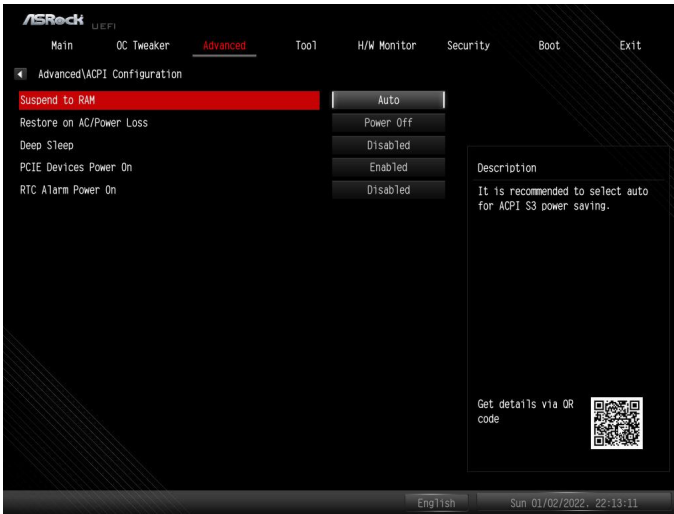 ASRock UEFI
Main OC Tweaker Advanced Tool H/W Monitor Security Boot Exit
Advanced\ACPI Configuration
Suspend to RAM Auto
Restore on AC/Power Loss Power Off
Deep Sleep Disabled
PCIE Devices Power On Enabled
RTC Alarm Power On Disabled
Description
It is recommended to select auto
for ACPI S3 power saving.
Get details via QR
code
English Sun 01/02/2022, 22:13:11